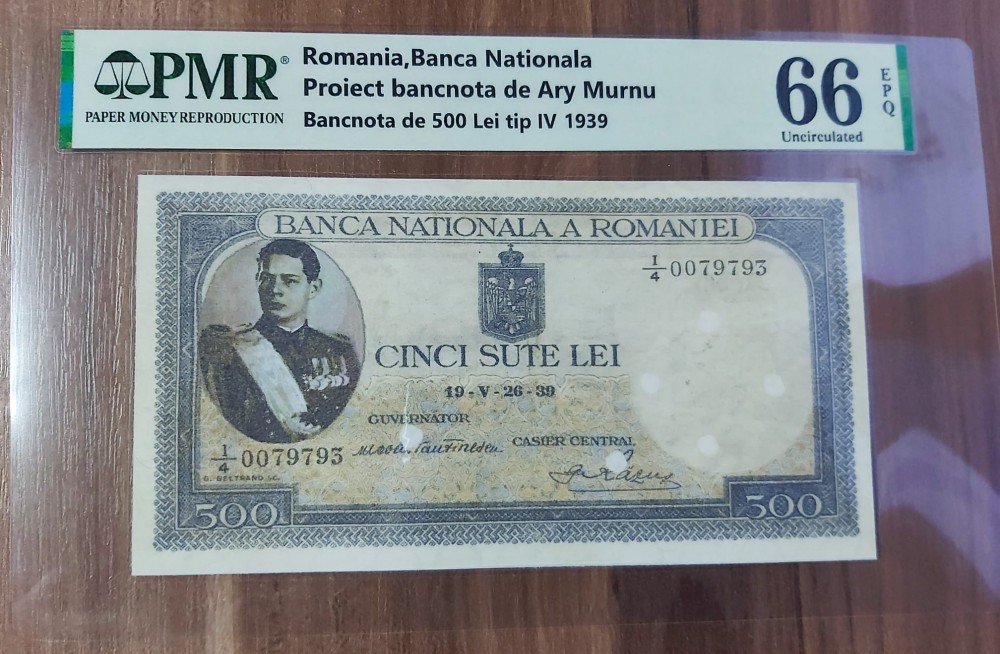 PMR®
PAPER MONEY REPRODUCTION
Romania,Banca Nationala
Proiect bancnota de Ary Murnu
Bancnota de 500 Lei tip IV 1939
66
EPQ
Uncirculated
BANCA NATIONALA A ROMANIEI
I/4 0079793
CINCI SUTE LEI
19-V-26-39
GUVERNATOR
CASIER CENTRAL
I/4 0079793
G. BELTRAND SC.
500
500